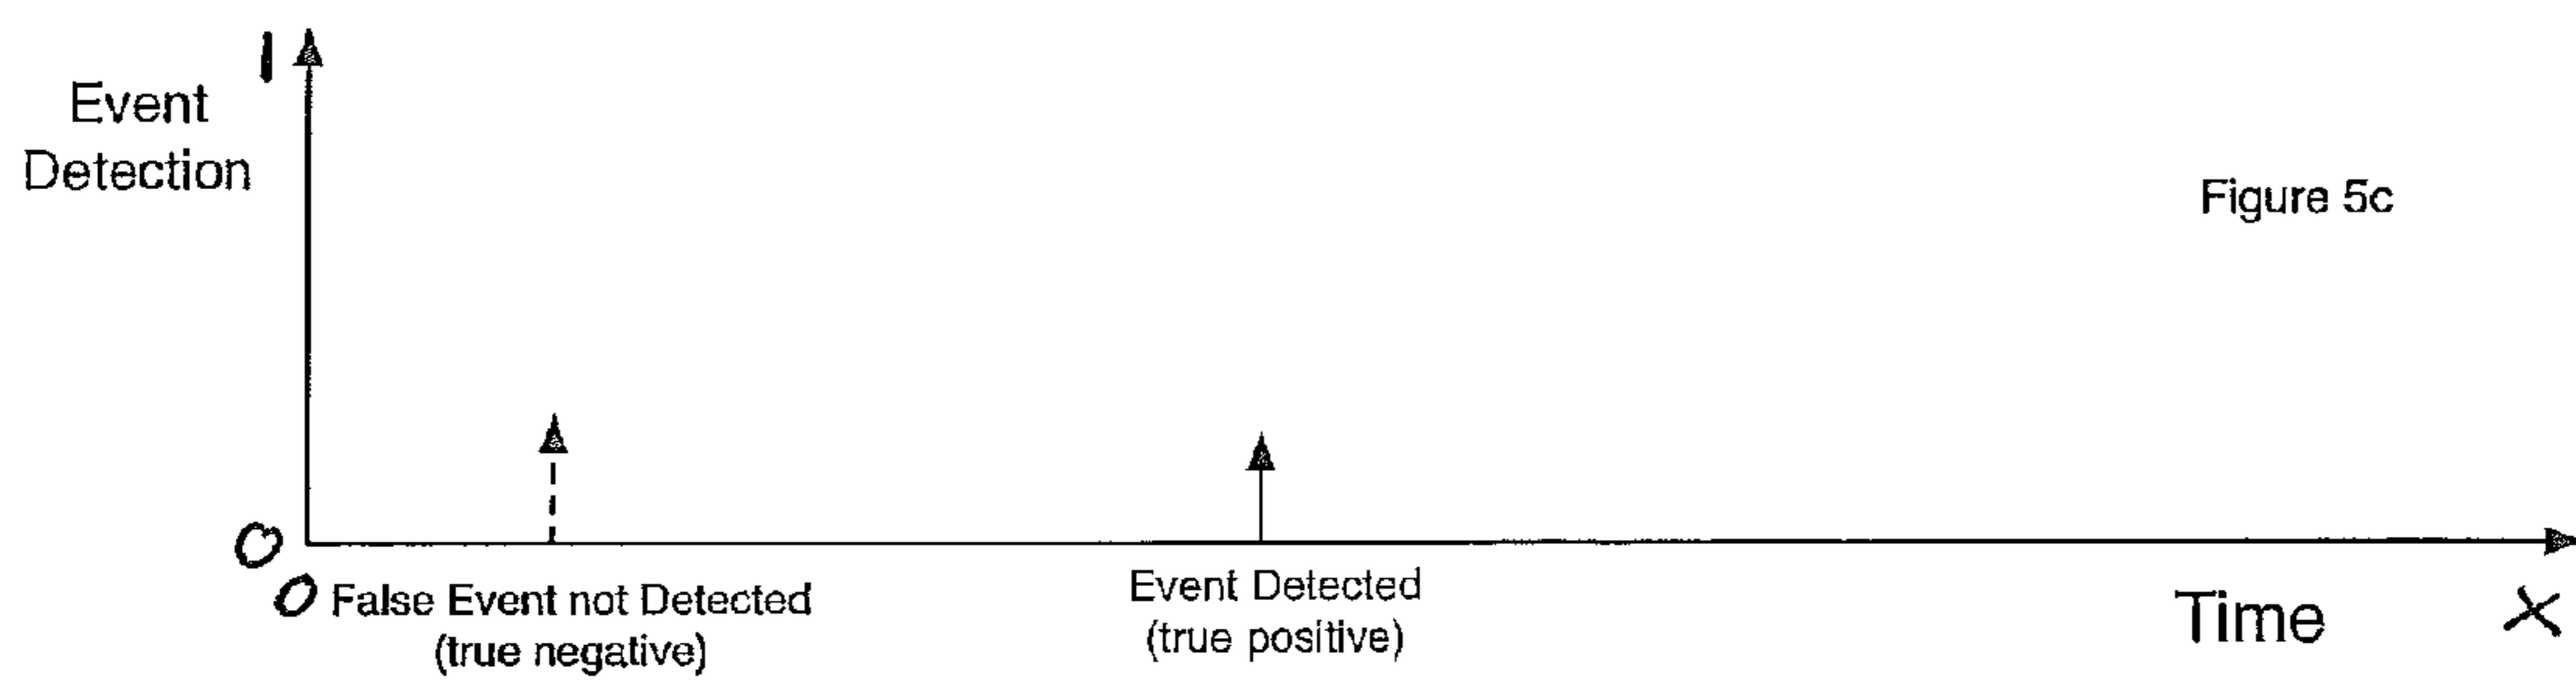 1
Event
Detection
Figure 5c
0
0 False Event not Detected
(true negative)
Event Detected
(true positive)
Time
X